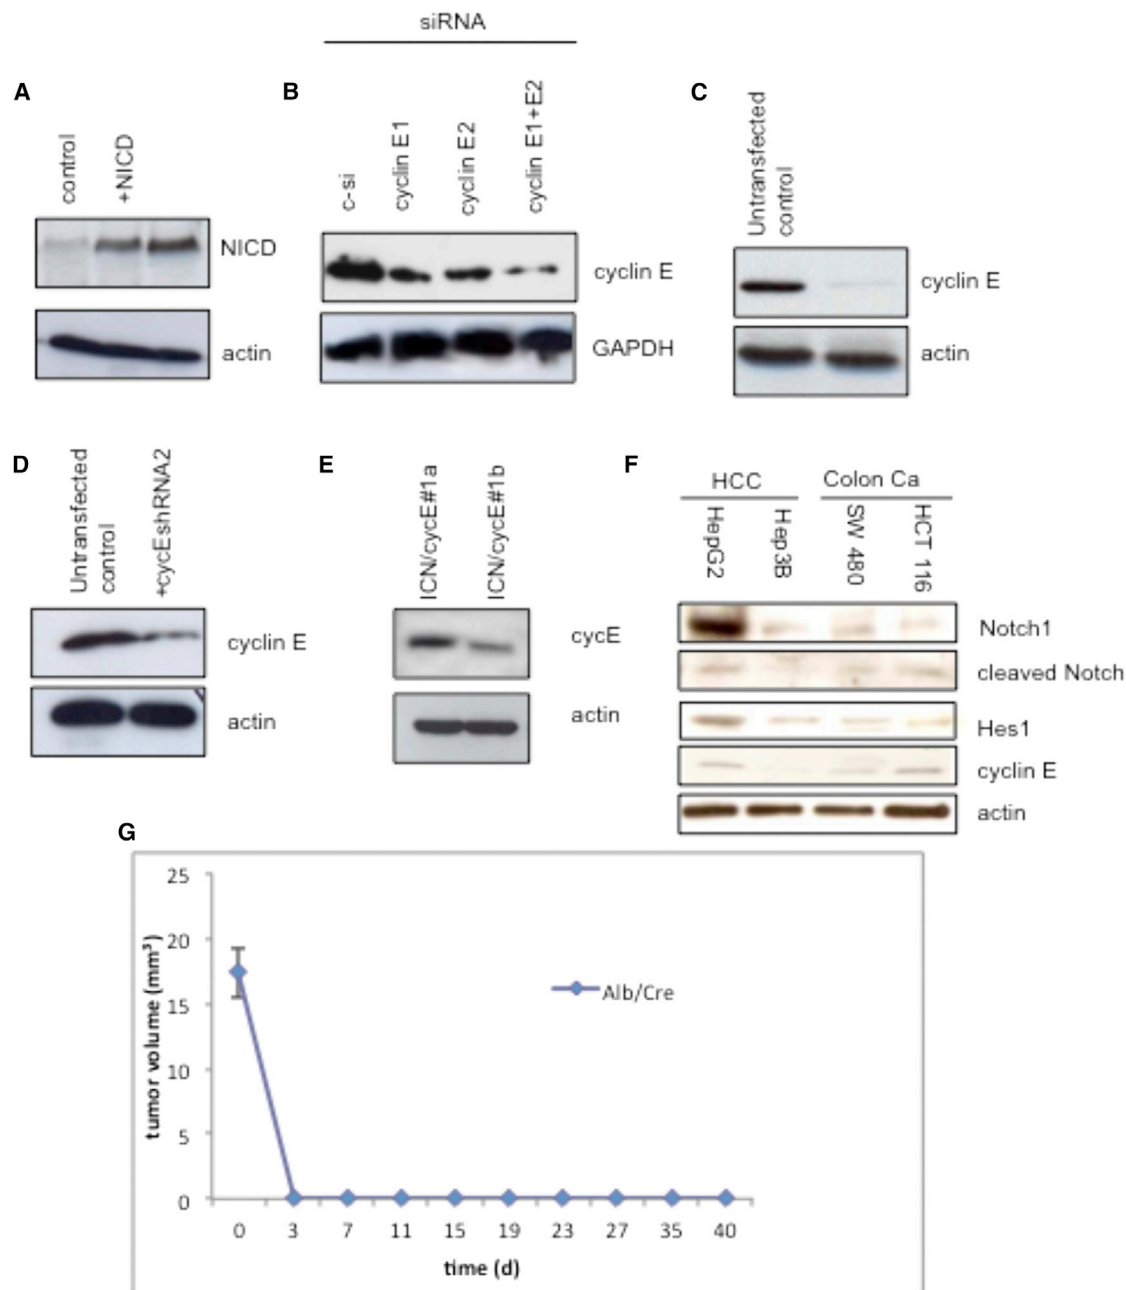 siRNA
A
control
+NICD
NICD
actin
B
c-si
cyclin E1
cyclin E2
cyclin E1+E2
cyclin E
GAPDH
C
Untransfected
control
cyclin E
actin
D
Untransfected
control
+cycEshRNA2
cyclin E
actin
E
ICN/cycE#1a
ICN/cycE#1b
cycE
actin
F
HCC
Colon Ca
HepG2
Hep3B
SW 480
HCT 116
Notch1
cleaved Notch
Hes1
cyclin E
actin
G
tumor volume (mm³)
25
20
15
10
5
0
Alb/Cre
0 3 7 11 15 19 23 27 35 40
time (d)